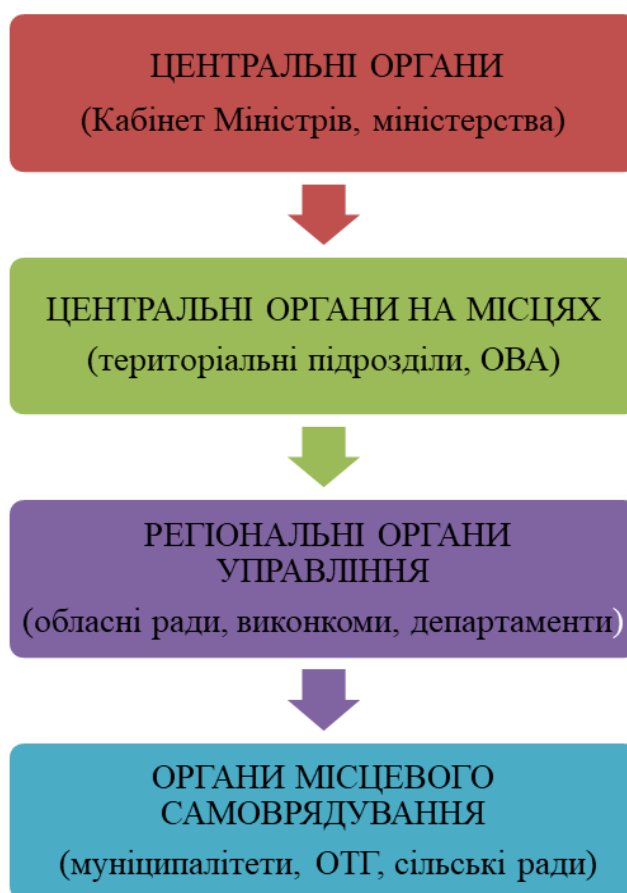 ЦЕНТРАЛЬНІ ОРГАНИ
(Кабінет Міністрів, міністерства)
ЦЕНТРАЛЬНІ ОРГАНИ НА МІСЦЯХ
(територіальні підрозділи, ОВА)
РЕГІОНАЛЬНІ ОРГАНИ
УПРАВЛІННЯ
(обласні ради, виконкоми, департаменти)
ОРГАНИ МІСЦЕВОГО
САМОВРЯДУВАННЯ
(муніципалітети, ОТГ, сільські ради)